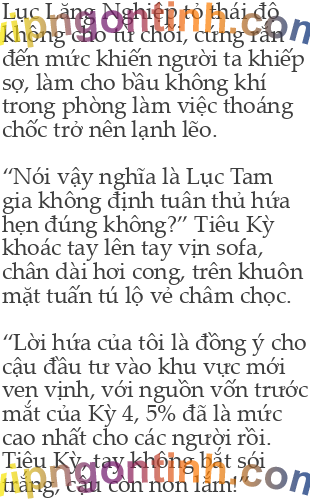 Lục Lăng Nghiệp tỏ thái độ
không cho từ chối, cứng rắn
đến mức khiến người ta khiếp
sợ, làm cho bầu không khí
trong phòng làm việc thoáng
chốc trở nên lạnh lẽo.

“Nói vậy nghĩa là Lục Tam
gia không định tuân thủ hứa
hẹn đúng không?” Tiêu Kỳ
khoác tay lên tay vịn sofa,
chân dài hơi cong, trên khuôn
mặt tuấn tú lộ vẻ châm chọc.

“Lời hứa của tôi là đồng ý cho
cậu đầu tư vào khu vực mới
ven vịnh, với nguồn vốn trước
mắt của Kỳ 4, 5% đã là mức
cao nhất cho các người rồi.
Tiêu Kỳ, tay không bắt sói
trắng, cậu còn non lắm!”
vipngontinh.com
vipngontinh.com